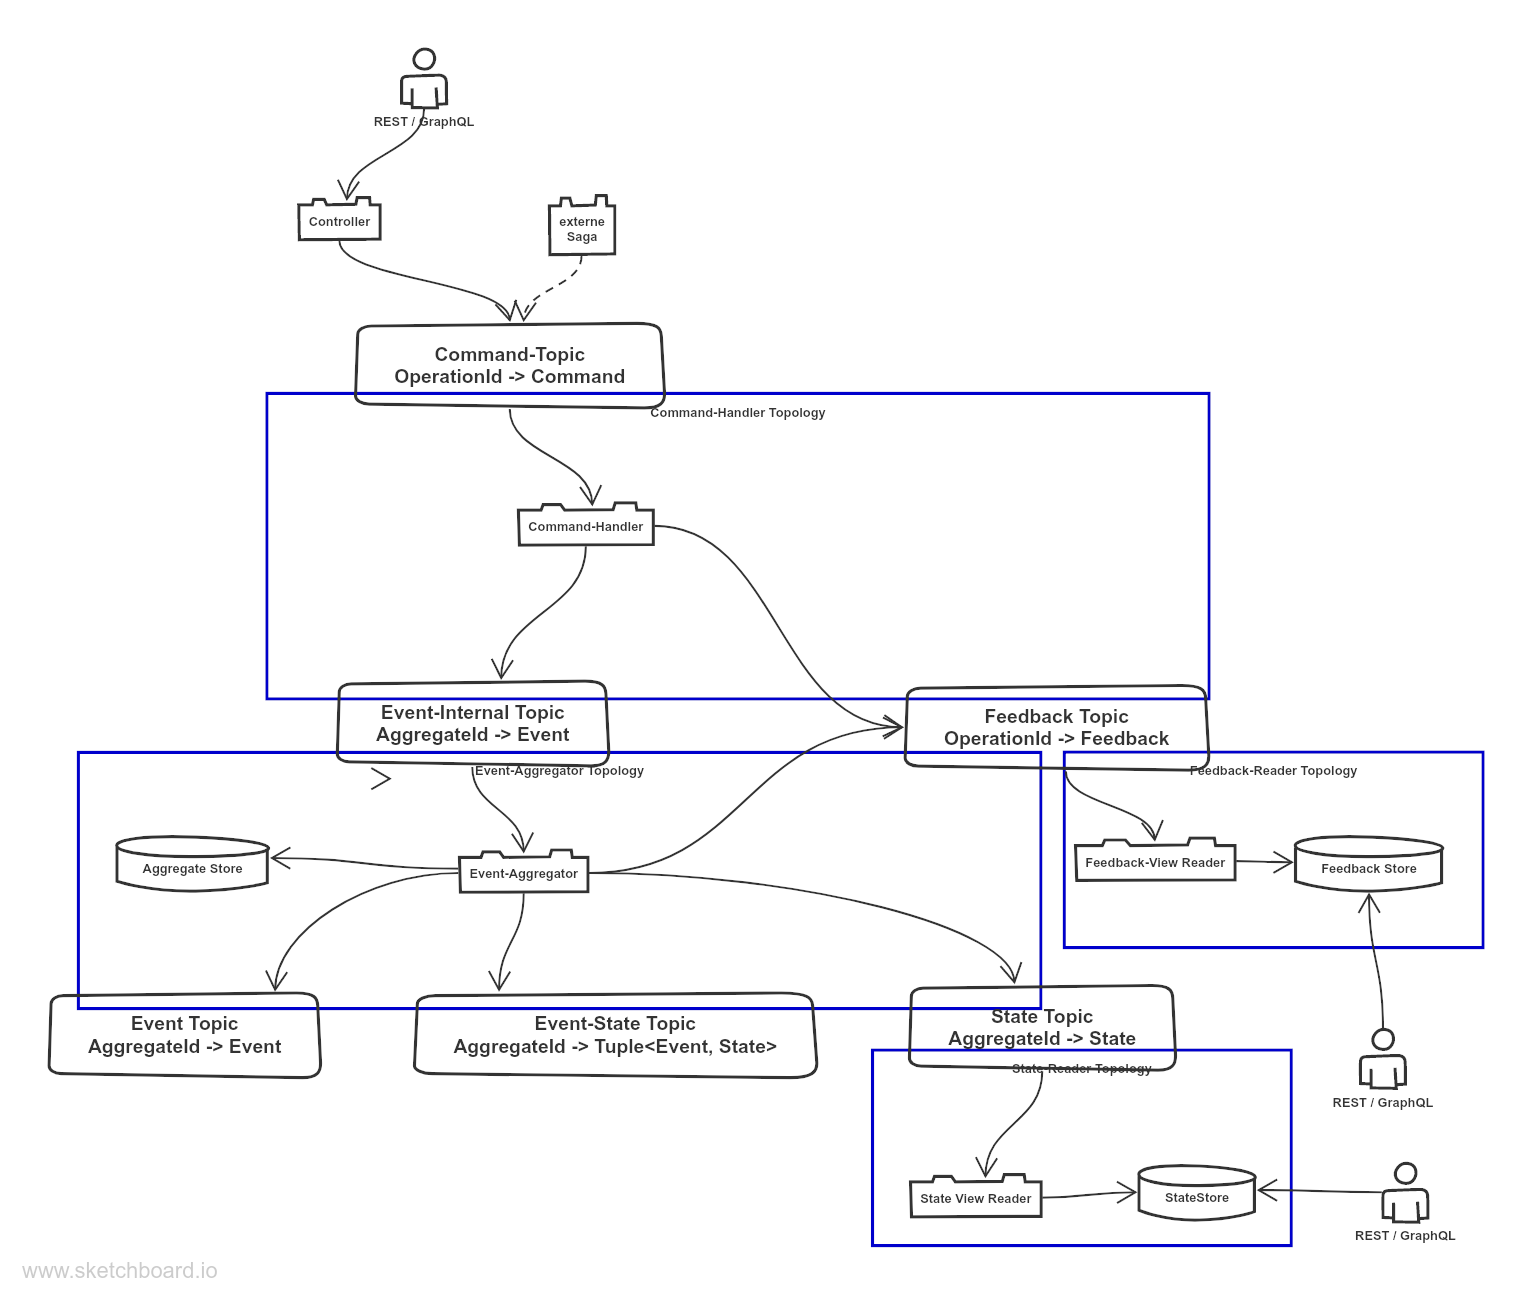 REST / GraphQL
Controller
externe
Saga
Command-Topic
OperationId -> Command
Command-Handler Topology
Command-Handler
Event-Internal Topic
AggregateId -> Event
Feedback Topic
OperationId -> Feedback
Event-Aggregator Topology
Feedback-Reader Topology
Aggregate Store
Event-Aggregator
Feedback-View Reader
Feedback Store
Event Topic
AggregateId -> Event
Event-State Topic
AggregateId -> Tuple<Event, State>
State Topic
AggregateId -> State
State-Reader Topology
REST / GraphQL
State View Reader
StateStore
REST / GraphQL
www.sketchboard.io